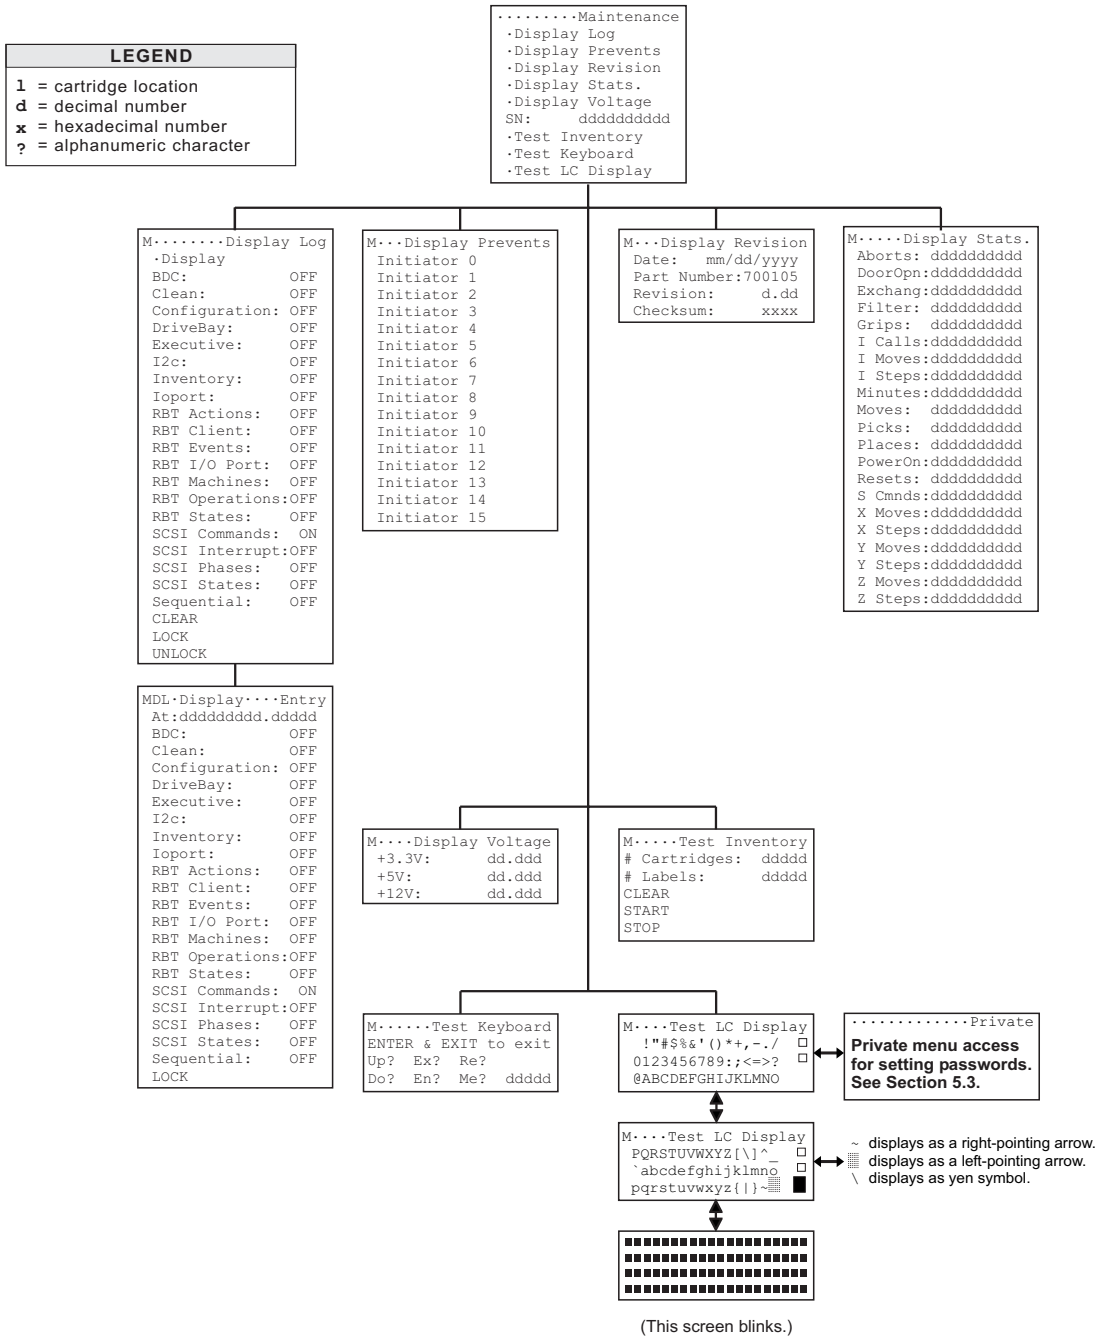 ·········Maintenance
·Display Log
·Display Prevents
·Display Revision
·Display Stats.
·Display Voltage
SN: dddddddddd
·Test Inventory
·Test Keyboard
·Test LC Display
LEGEND
l = cartridge location
d = decimal number
x = hexadecimal number
? = alphanumeric character
M········Display Log
·Display
BDC: OFF
Clean: OFF
Configuration: OFF
DriveBay: OFF
Executive: OFF
I2c: OFF
Inventory: OFF
Ioport: OFF
RBT Actions: OFF
RBT Client: OFF
RBT Events: OFF
RBT I/O Port: OFF
RBT Machines: OFF
RBT Operations:OFF
RBT States: OFF
SCSI Commands: ON
SCSI Interrupt:OFF
SCSI Phases: OFF
SCSI States: OFF
Sequential: OFF
CLEAR
LOCK
UNLOCK
M···Display Prevents
Initiator 0
Initiator 1
Initiator 2
Initiator 3
Initiator 4
Initiator 5
Initiator 6
Initiator 7
Initiator 8
Initiator 9
Initiator 10
Initiator 11
Initiator 12
Initiator 13
Initiator 14
Initiator 15
M···Display Revision
Date: mm/dd/yyyy
Part Number:700105
Revision: d.dd
Checksum: xxxx
M·····Display Stats.
Aborts: dddddddddd
DoorOpn:dddddddddd
Exchang:dddddddddd
Filter: dddddddddd
Grips: dddddddddd
I Calls:dddddddddd
I Moves:dddddddddd
I Steps:dddddddddd
Minutes:dddddddddd
Moves: dddddddddd
Picks: dddddddddd
Places: dddddddddd
PowerOn:dddddddddd
Resets: dddddddddd
S Cmnds:dddddddddd
X Moves:dddddddddd
X Steps:dddddddddd
Y Moves:dddddddddd
Y Steps:dddddddddd
Z Moves:dddddddddd
Z Steps:dddddddddd
MDL·Display····Entry
At:ddddddddd.ddddd
BDC: OFF
Clean: OFF
Configuration: OFF
DriveBay: OFF
Executive: OFF
I2c: OFF
Inventory: OFF
Ioport: OFF
RBT Actions: OFF
RBT Client: OFF
RBT Events: OFF
RBT I/O Port: OFF
RBT Machines: OFF
RBT Operations:OFF
RBT States: OFF
SCSI Commands: ON
SCSI Interrupt:OFF
SCSI Phases: OFF
SCSI States: OFF
Sequential: OFF
LOCK
M····Display Voltage
+3.3V: dd.ddd
+5V: dd.ddd
+12V: dd.ddd
M·····Test Inventory
# Cartridges: ddddd
# Labels: ddddd
CLEAR
START
STOP
M······Test Keyboard
ENTER & EXIT to exit
Up? Ex? Re?
Do? En? Me? ddddd
M····Test LC Display
!"#$%&'()*+,-./ □
0123456789:;<=>? □
@ABCDEFGHIJKLMNO
·············Private
Private menu access
for setting passwords.
See Section 5.3.
M····Test LC Display
PQRSTUVWXYZ[\]^_ □
`abcdefghijklmno □
pqrstuvwxyz{|}~▒ █
~ displays as a right-pointing arrow.
▒ displays as a left-pointing arrow.
\ displays as yen symbol.
(This screen blinks.)